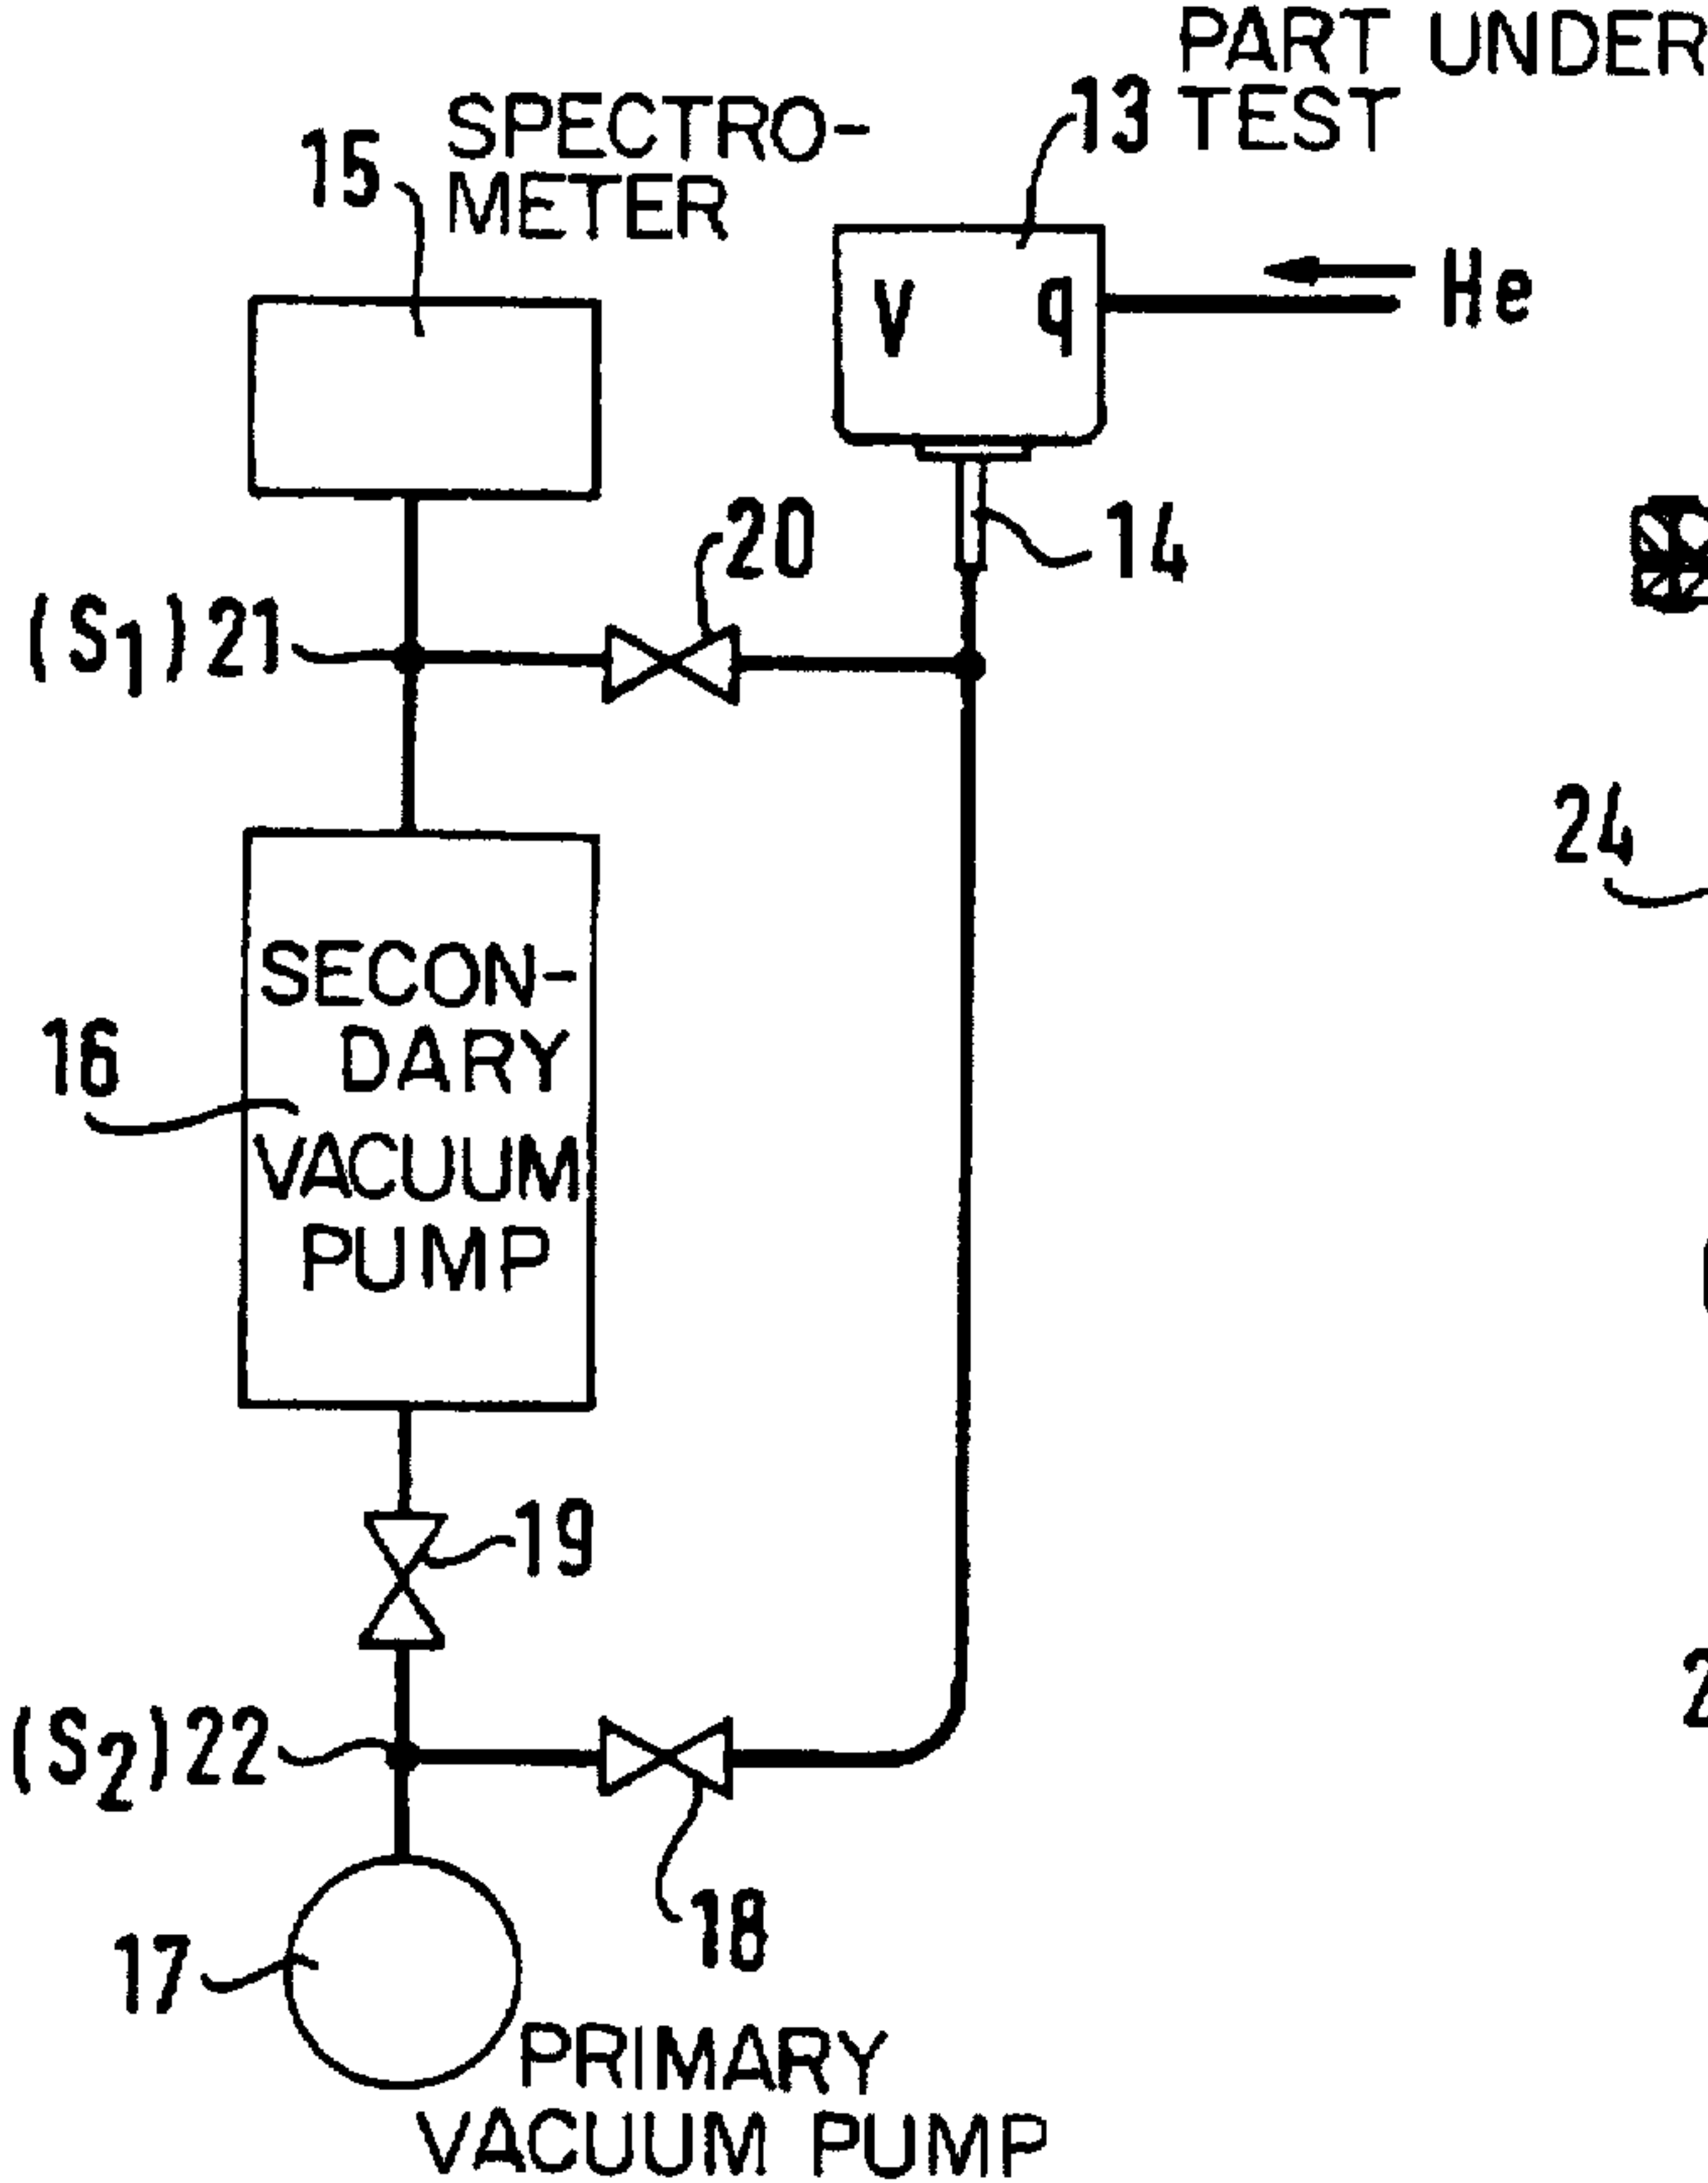 PART UNDER
13 TEST
SPECTRO-
15
METER
V q
He
20
14
(S1)21
24
SECON-
DARY
16
VACUUM
PUMP
19
(S2)22
18
17
PRIMARY
VACUUM PUMP